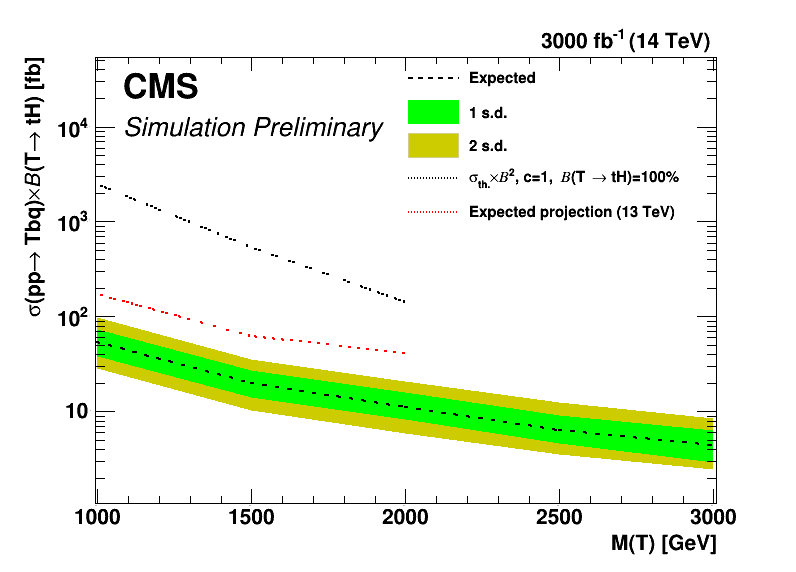 3000 fb⁻¹ (14 TeV)
σ(pp→ Tbq)×B(T→ tH) [fb]
CMS
Simulation Preliminary
Expected
1 s.d.
2 s.d.
σth.×B², c=1, B(T → tH)=100%
Expected projection (13 TeV)
10⁴
10³
10²
10
1000 1500 2000 2500 3000
M(T) [GeV]